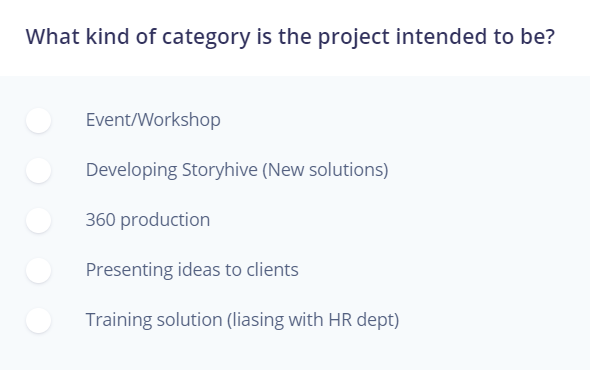 What kind of category is the project intended to be?
Event/Workshop
Developing Storyhive (New solutions)
360 production
Presenting ideas to clients
Training solution (liasing with HR dept)